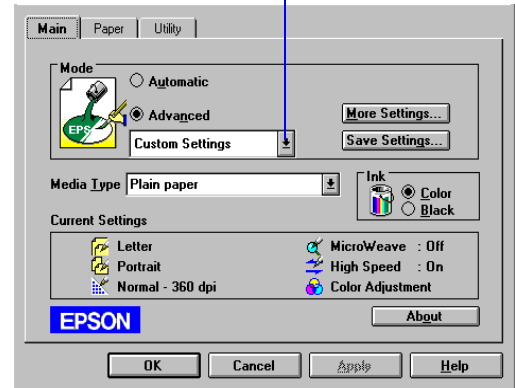 Main Paper Utility
Mode
Automatic
EPS
Advanced
More Settings...
Custom Settings
Save Settings...
Media Type Plain paper
Ink
Color
Black
Current Settings
Letter
MicroWeave : Off
Portrait
High Speed : On
Normal - 360 dpi
Color Adjustment
EPSON
About
OK Cancel Apply Help